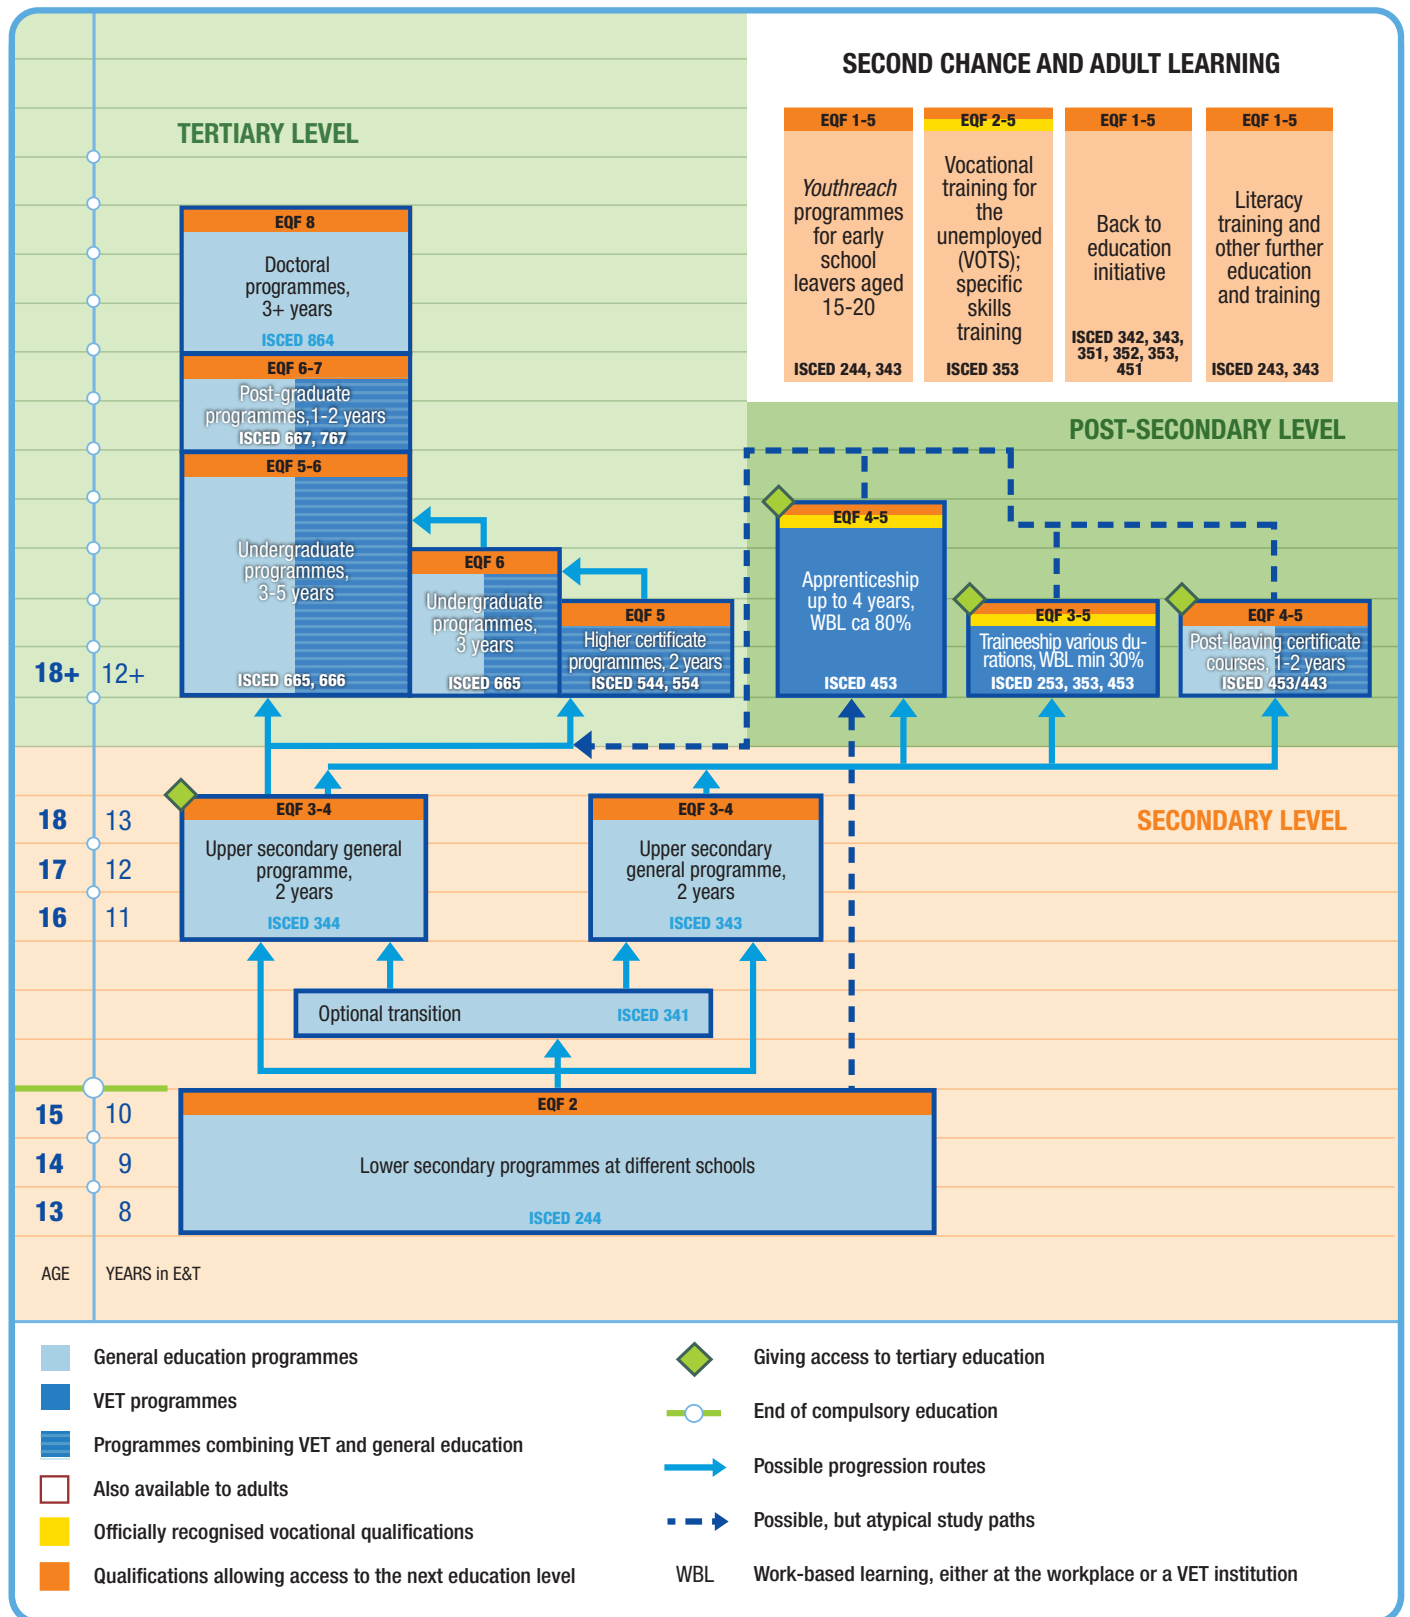 SECOND CHANCE AND ADULT LEARNING
EQF 1-5
Youthreach
programmes
for early
school
leavers aged
15-20
ISCED 244, 343
EQF 2-5
Vocational
training for
the
unemployed
(VOTS);
specific
skills
training
ISCED 353
EQF 1-5
Back to
education
initiative
ISCED 342, 343,
351, 352, 353,
451
EQF 1-5
Literacy
training and
other further
education
and training
ISCED 243, 343
TERTIARY LEVEL
EQF 8
Doctoral
programmes,
3+ years
ISCED 864
EQF 6-7
Post-graduate
programmes,1-2 years
ISCED 667, 767
EQF 5-6
Undergraduate
programmes,
3-5 years
ISCED 665, 666
EQF 6
Undergraduate
programmes,
3 years
ISCED 665
EQF 5
Higher certificate
programmes, 2 years
ISCED 544, 554
POST-SECONDARY LEVEL
EQF 4-5
Apprenticeship
up to 4 years,
WBL ca 80%
ISCED 453
EQF 3-5
Traineeship various du-
rations, WBL min 30%
ISCED 253, 353, 453
EQF 4-5
Post-leaving certificate
courses, 1-2 years
ISCED 453/443
18+ 12+
SECONDARY LEVEL
EQF 3-4
Upper secondary general
programme,
2 years
ISCED 344
EQF 3-4
Upper secondary
general programme,
2 years
ISCED 343
18 13
17 12
16 11
Optional transition ISCED 341
EQF 2
Lower secondary programmes at different schools
ISCED 244
15 10
14 9
13 8
AGE YEARS in E&T
General education programmes
VET programmes
Programmes combining VET and general education
Also available to adults
Officially recognised vocational qualifications
Qualifications allowing access to the next education level
Giving access to tertiary education
End of compulsory education
Possible progression routes
Possible, but atypical study paths
WBL Work-based learning, either at the workplace or a VET institution